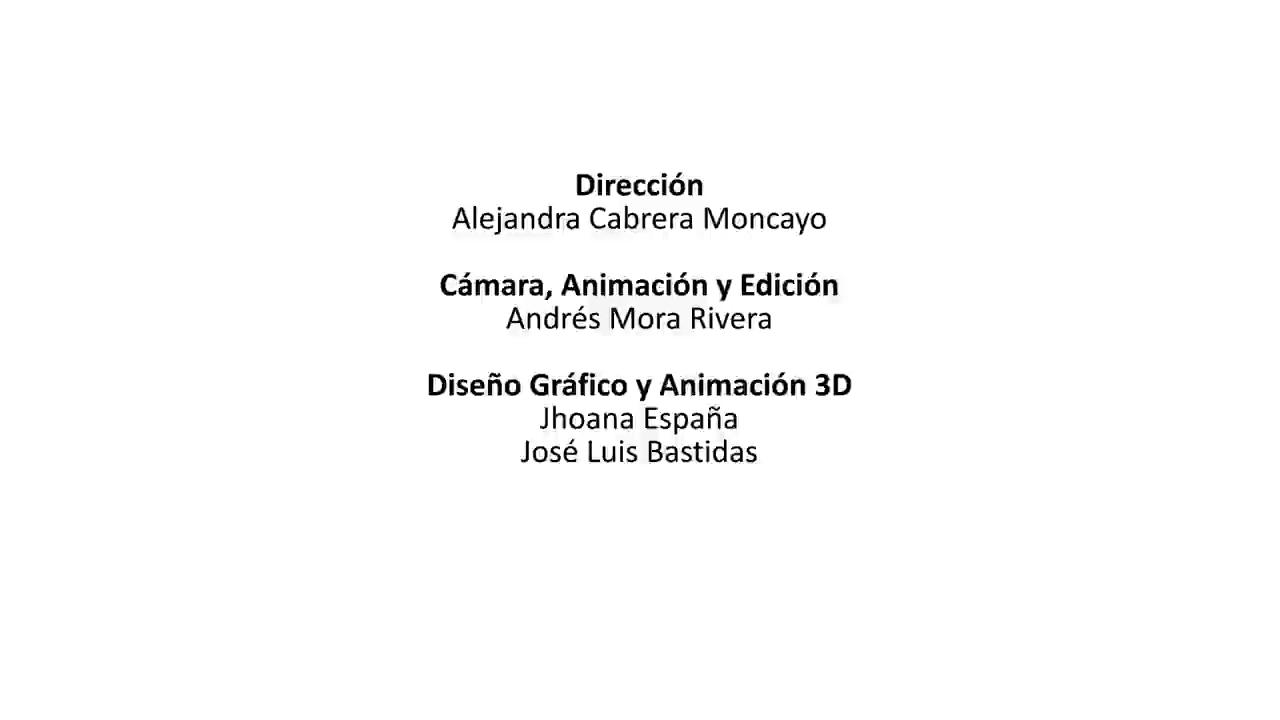 Dirección
Alejandra Cabrera Moncayo
Cámara, Animación y Edición
Andrés Mora Rivera
Diseño Gráfico y Animación 3D
Jhoana España
José Luis Bastidas